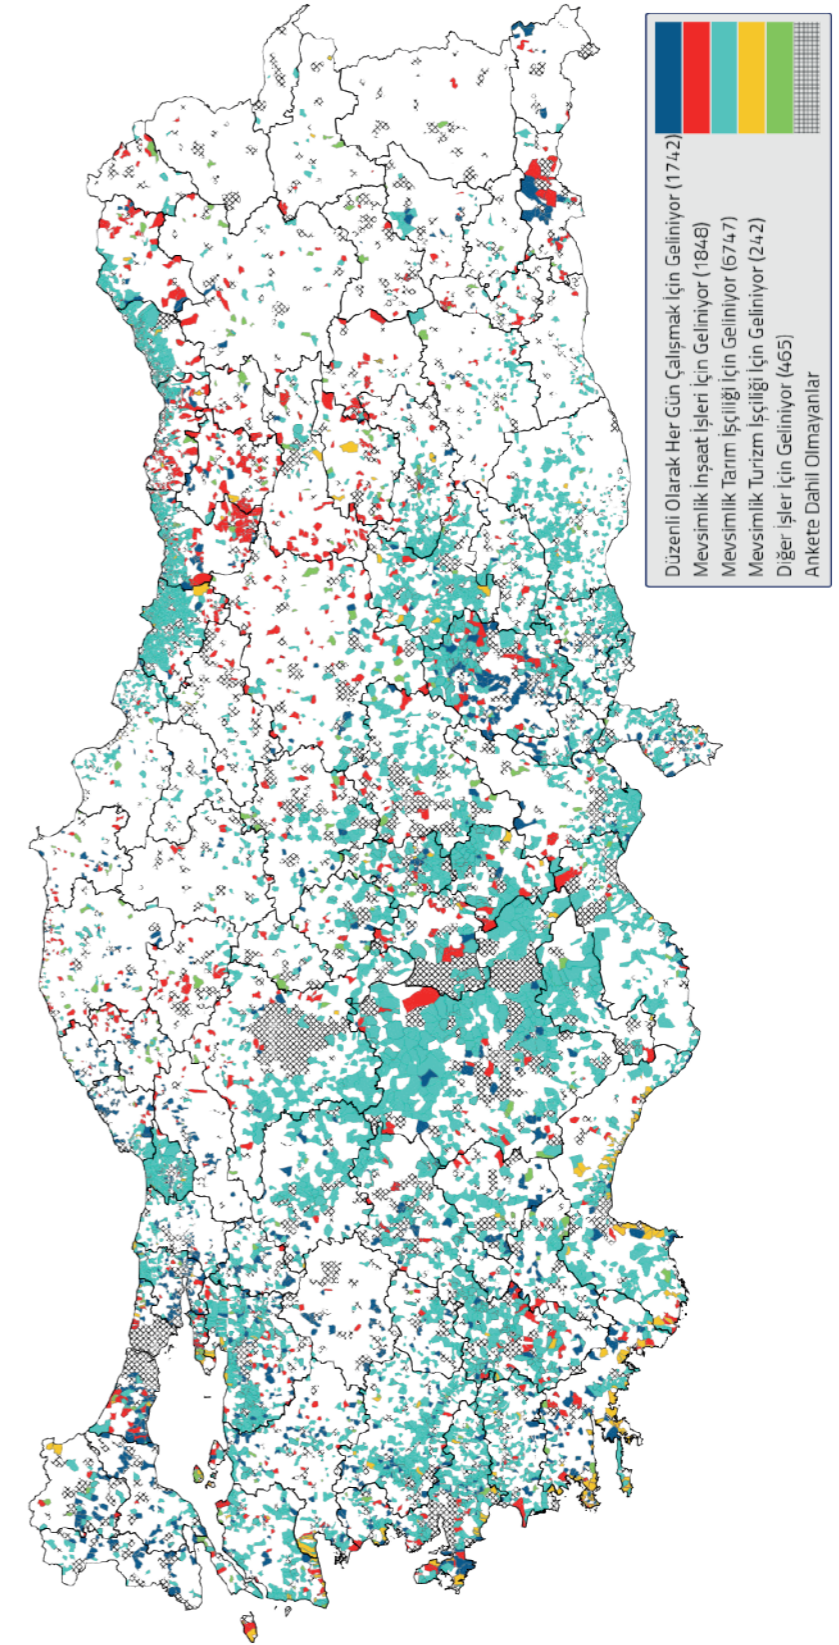 Düzenli Olarak Her Gün Çalışmak İçin Geliniyor (1742)
Mevsimlik İnşaat İşleri İçin Geliniyor (1848)
Mevsimlik Tarım İşçiliği İçin Geliniyor (6747)
Mevsimlik Turizm İşçiliği İçin Geliniyor (242)
Diğer İşler İçin Geliniyor (465)
Ankete Dahil Olmayanlar